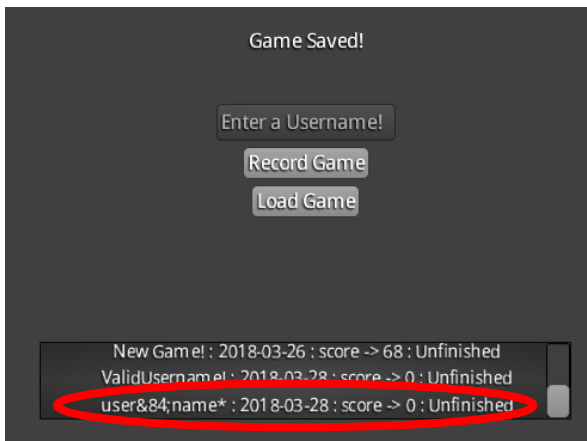 Game Saved!
Enter a Username!
Record Game
Load Game
New Game! : 2018-03-26 : score -> 68 : Unfinished
ValidUsername! : 2018-03-28 : score -> 0 : Unfinished
user&84;name* : 2018-03-28 : score -> 0 : Unfinished